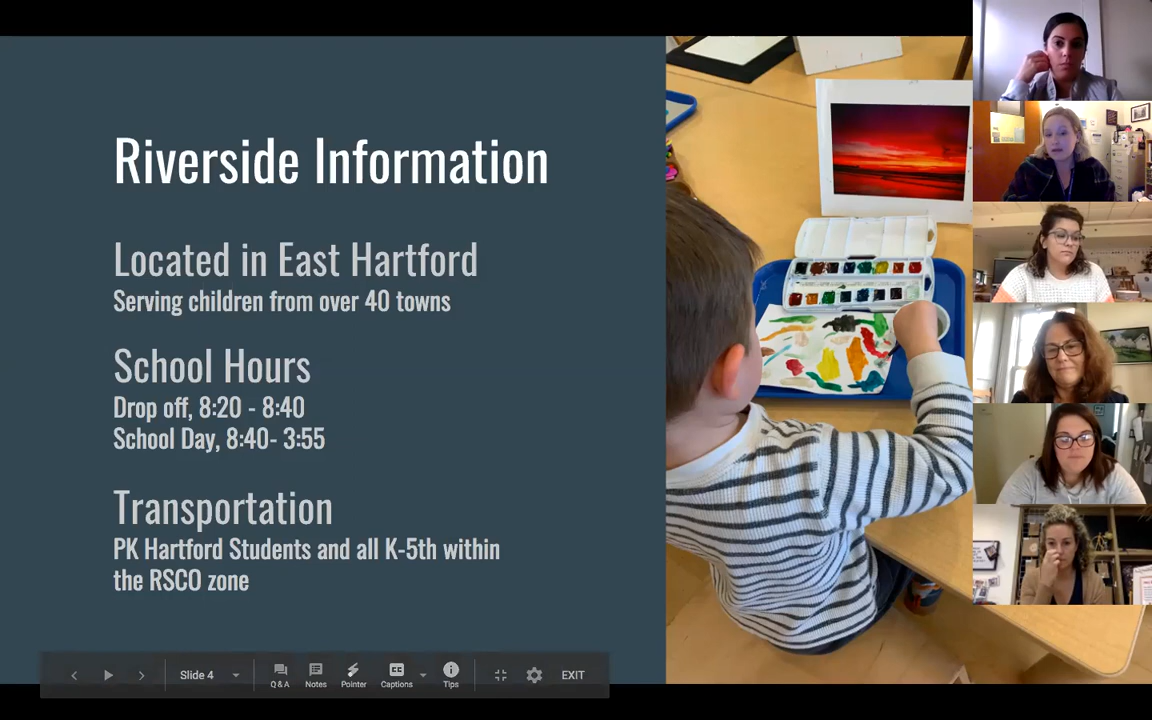 Riverside Information
Located in East Hartford
Serving children from over 40 towns
School Hours
Drop off, 8:20 - 8:40
School Day, 8:40- 3:55
Transportation
PK Hartford Students and all K-5th within
the RSCO zone
Slide 4
Q&A
Notes
Pointer
Captions
Tips
EXIT